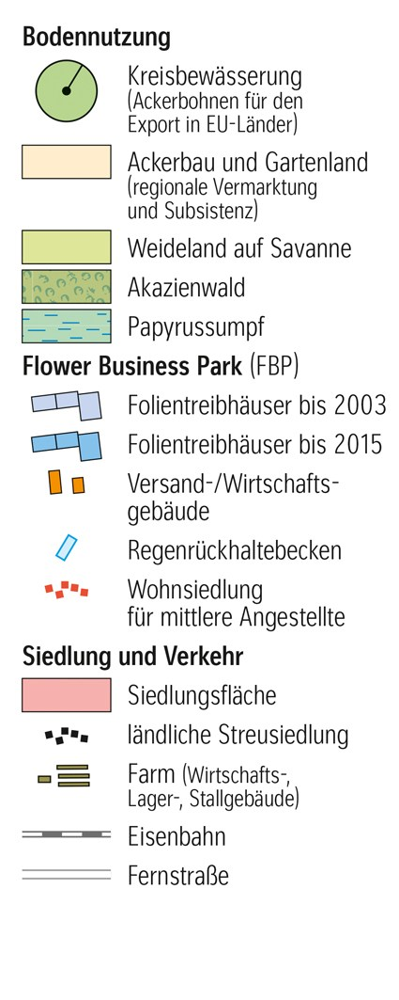 Bodennutzung
Kreisbewässerung
(Ackerbohnen für den
Export in EU-Länder)
Ackerbau und Gartenland
(regionale Vermarktung
und Subsistenz)
Weideland auf Savanne
Akazienwald
Papyrussumpf
Flower Business Park (FBP)
Folientreibhäuser bis 2003
Folientreibhäuser bis 2015
Versand-/Wirtschafts-
gebäude
Regenrückhaltebecken
Wohnsiedlung
für mittlere Angestellte
Siedlung und Verkehr
Siedlungsfläche
ländliche Streusiedlung
Farm (Wirtschafts-,
Lager-, Stallgebäude)
Eisenbahn
Fernstraße